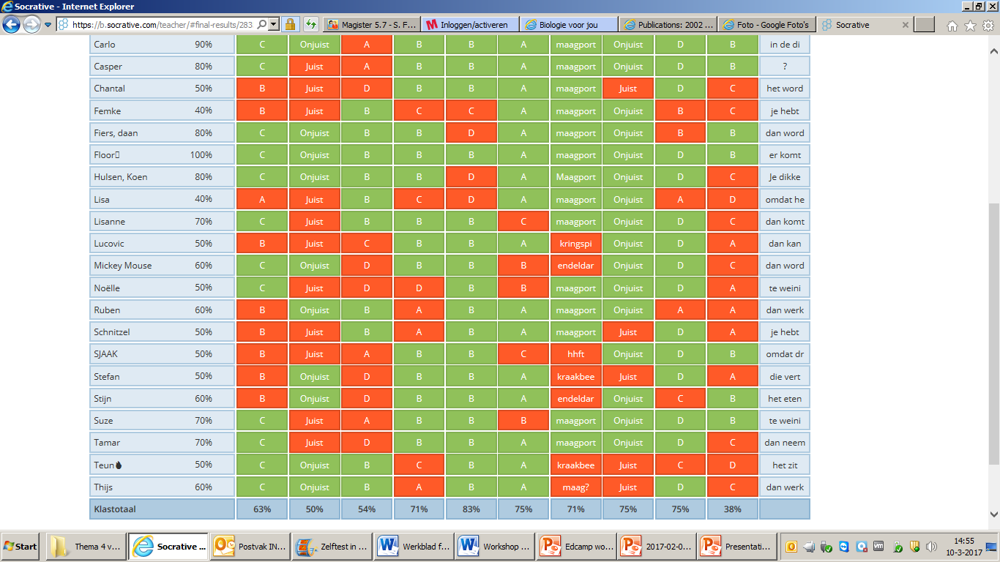 Socrative - Internet Explorer
https://b.socrative.com/teacher/#final-results/283
Magister 5.7 - S. F... Inloggen/activeren Biologie voor jou Publications: 2002 ... Foto - Google Foto's Socrative
Carlo 90% C Onjuist A B B A maagport Onjuist D B in de di
Casper 80% C Juist A B B A maagport Onjuist D B ?
Chantal 50% B Juist D B B A maagport Juist D C het word
Femke 40% B Juist B C C A maagport Onjuist B C je hebt
Fiers, daan 80% C Onjuist B B D A maagport Onjuist B B dan word
Floor 100% C Onjuist B B B A maagport Onjuist D B er komt
Hulsen, Koen 80% C Onjuist B B D A Maagport Onjuist D C Je dikke
Lisa 40% A Juist B C D A maagport Onjuist A D omdat he
Lisanne 70% C Juist B B B C maagport Onjuist D C dan komt
Lucovic 50% B Juist C B B A kringspi Onjuist D A dan kan
Mickey Mouse 60% C Onjuist D B B B endeldar Onjuist D C dan word
Noëlle 50% C Juist D D B B maagport Onjuist D A te weini
Ruben 60% B Onjuist B A B A maagport Onjuist A A dan werk
Schnitzel 50% B Juist B A B A maagport Juist D A je hebt
SJAAK 50% B Juist A B B C hhft Onjuist D B omdat dr
Stefan 50% B Onjuist D B B A kraakbee Juist D A die vert
Stijn 60% B Onjuist D B B A endeldar Onjuist C B het eten
Suze 70% C Juist A B B B maagport Onjuist D B te weini
Tamar 70% C Juist D B B A maagport Onjuist D C dan neem
Teun 50% C Onjuist B C B A kraakbee Juist C D het zit
Thijs 60% C Onjuist B A B A maag? Juist D C dan werk
Klastotaal 63% 50% 54% 71% 83% 75% 71% 75% 75% 38%
Start Thema 4 v... Socrative ... Postvak IN... Zelftest in ... Werkblad f... Workshop ... Edcamp wo... 2017-02-0... Presentati... 14:55
10-3-2017